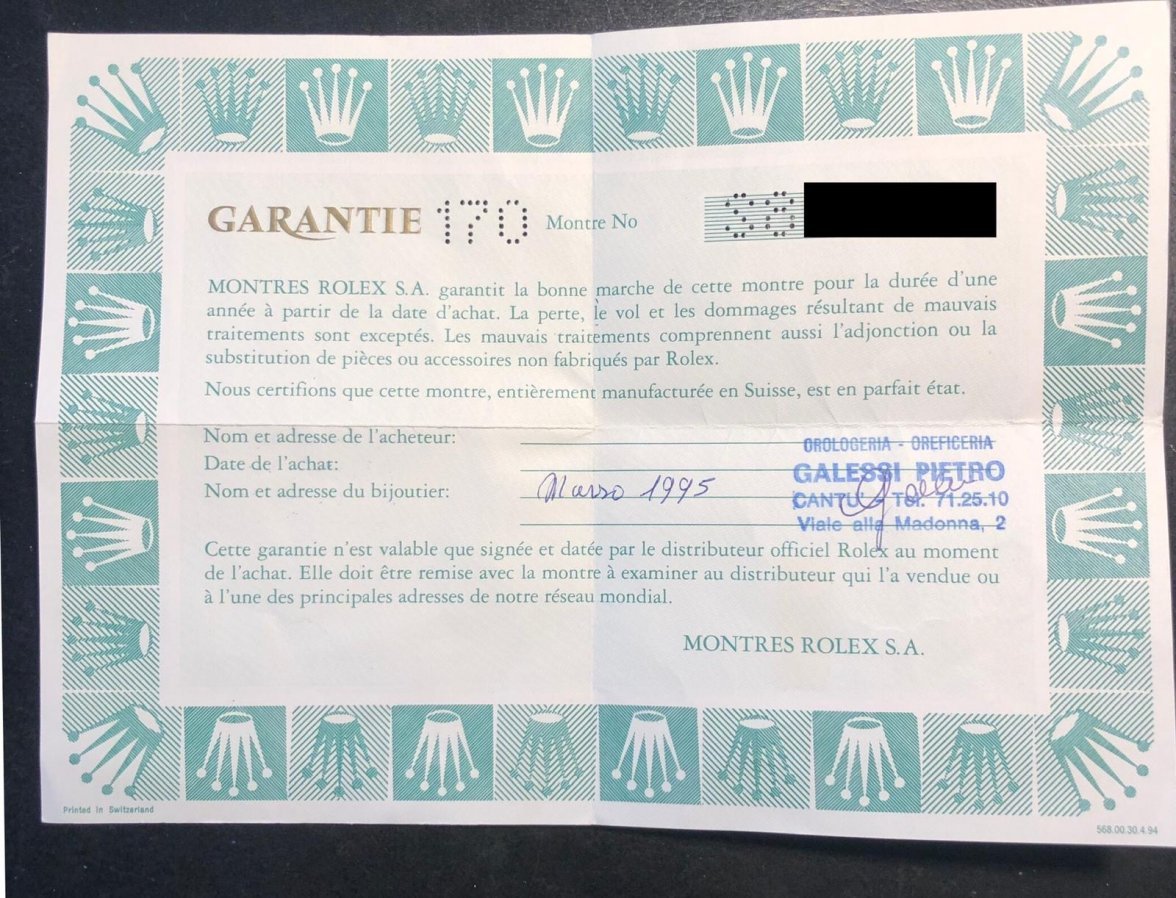 GARANTIE 170 Montre No S8
MONTRES ROLEX S.A. garantit la bonne marche de cette montre pour la durée d'une
année à partir de la date d'achat. La perte, le vol et les dommages résultant de mauvais
traitements sont exceptés. Les mauvais traitements comprennent aussi l'adjonction ou la
substitution de pièces ou accessoires non fabriqués par Rolex.
Nous certifions que cette montre, entièrement manufacturée en Suisse, est en parfait état.
Nom et adresse de l'acheteur:
OROLOGERIA - OREFICERIA
Date de l'achat:
GALESSI PIETRO
Nom et adresse du bijoutier: Marzo 1995
CANTU' - Tel. 71.25.10
Viale alla Madonna, 2
Cette garantie n'est valable que signée et datée par le distributeur officiel Rolex au moment
de l'achat. Elle doit être remise avec la montre à examiner au distributeur qui l'a vendue ou
à l'une des principales adresses de notre réseau mondial.
MONTRES ROLEX S.A.
Printed in Switzerland
568.00.30.4.94